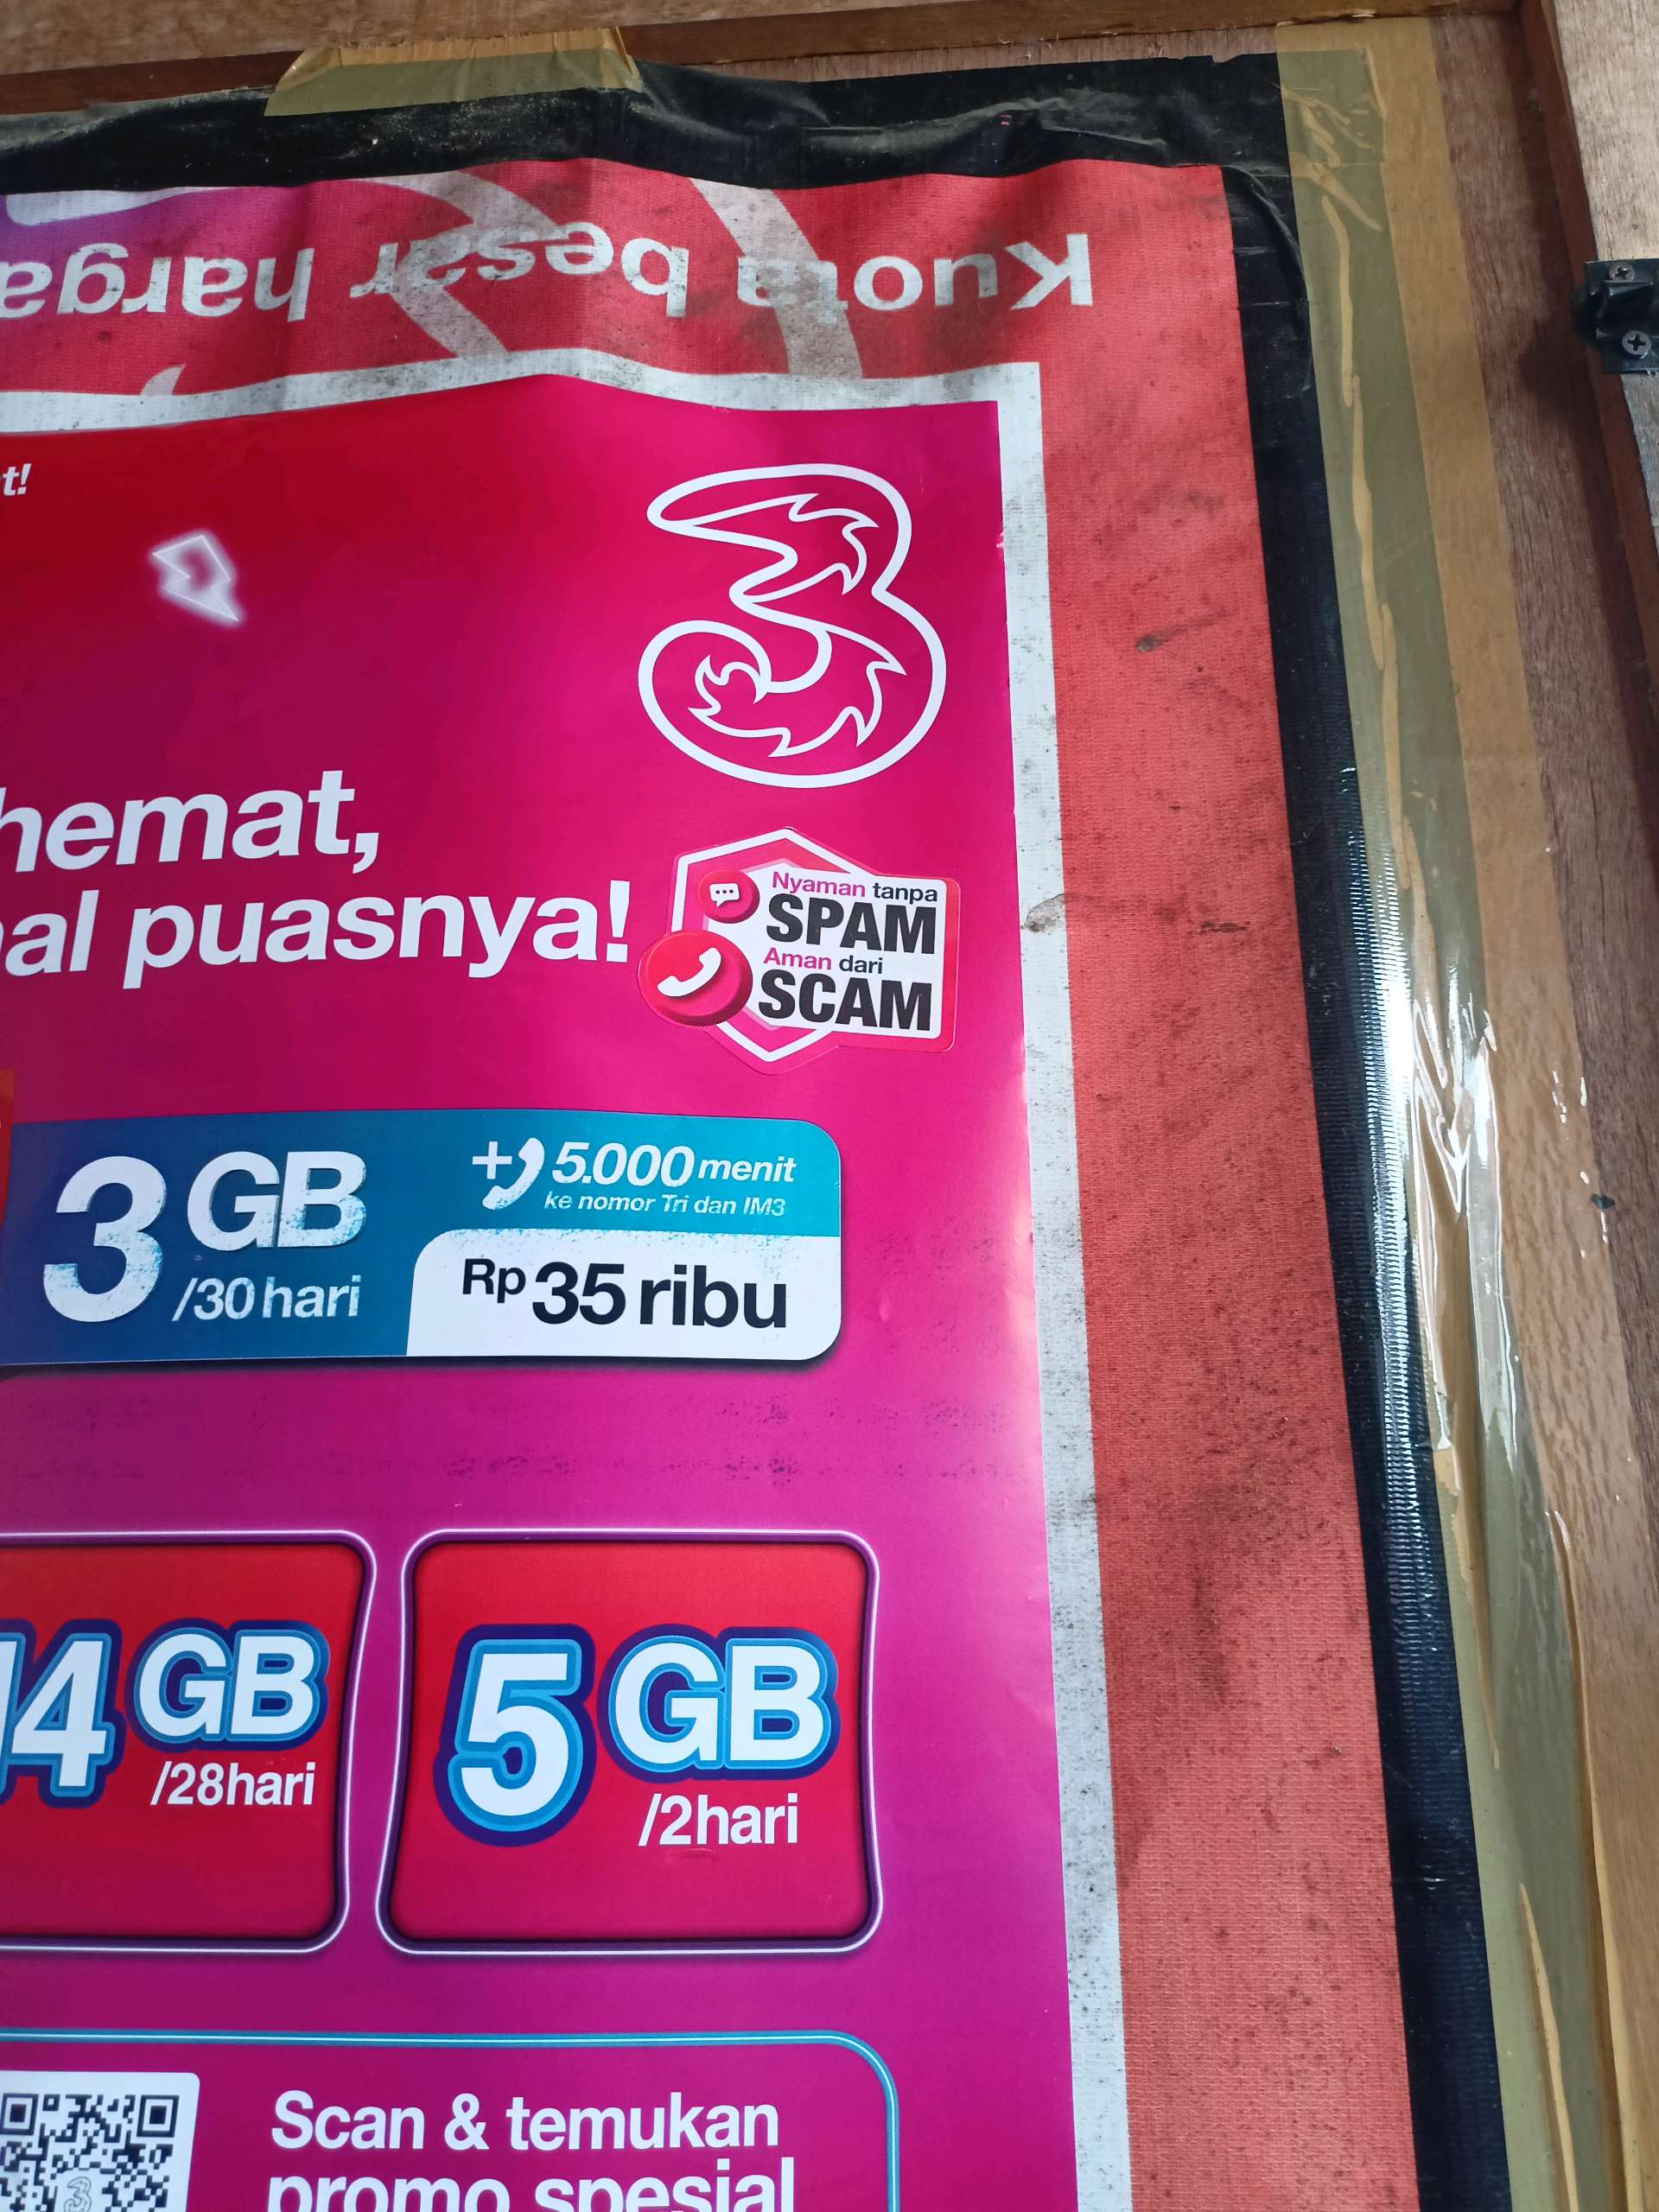 Kuota besar harga
t!
hemat,
al puasnya!
Nyaman tanpa
SPAM
Aman dari
SCAM
3 GB
/30 hari
+ 5.000 menit
ke nomor Tri dan IM3
Rp 35 ribu
14 GB
/28hari
5 GB
/2hari
Scan & temukan
promo spesial